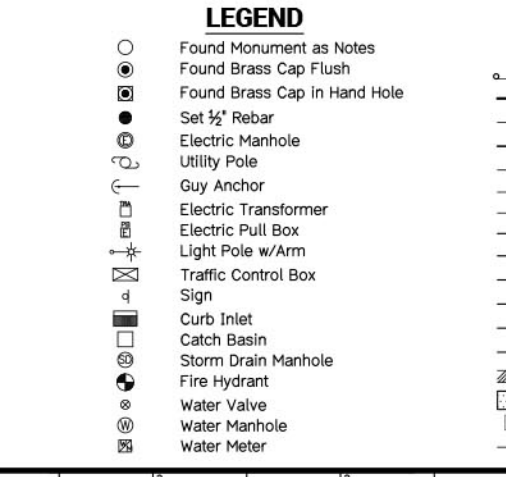 LEGEND
Found Monument as Notes
Found Brass Cap Flush
Found Brass Cap in Hand Hole
Set ½" Rebar
E Electric Manhole
Utility Pole
Guy Anchor
Electric Transformer
PB E Electric Pull Box
Light Pole w/Arm
Traffic Control Box
Sign
Curb Inlet
Catch Basin
SD Storm Drain Manhole
Fire Hydrant
Water Valve
W Water Manhole
Water Meter